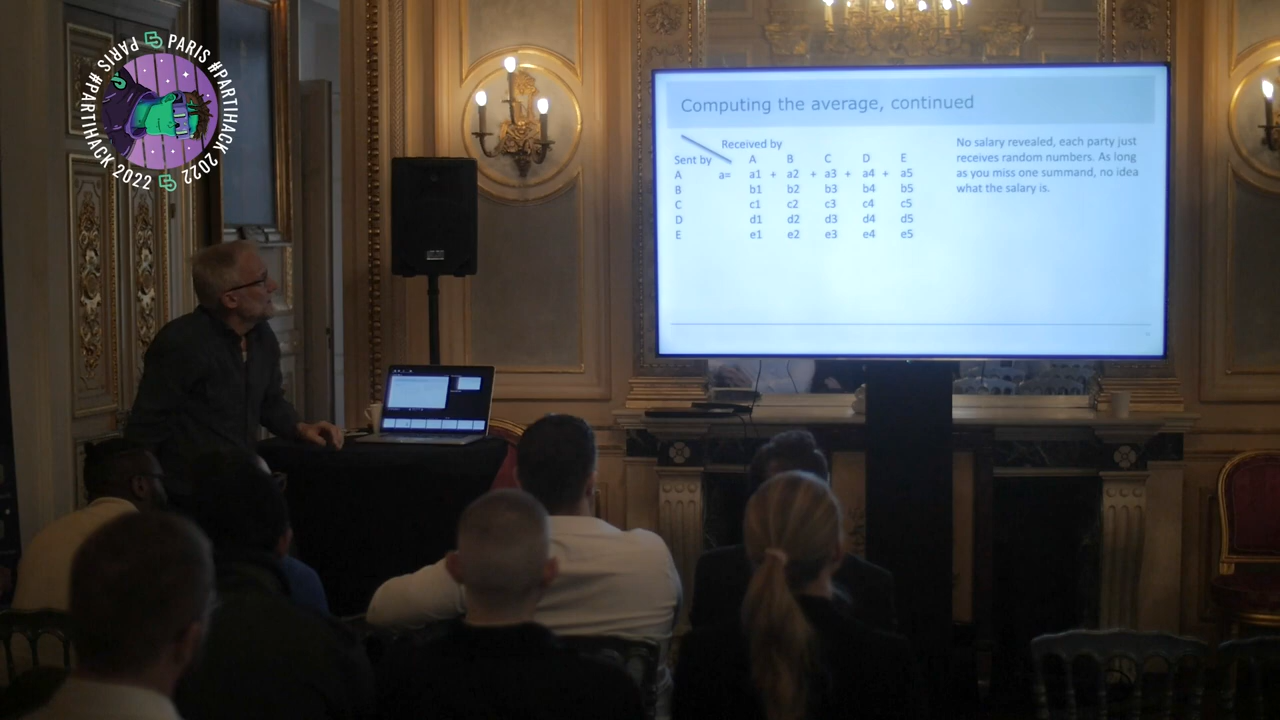 PARIS #PARTIHACK 2022
PARIS #PARTIHACK 2022
Computing the average, continued
Received by
Sent by A B C D E
A a= a1 + a2 + a3 + a4 + a5
B b1 b2 b3 b4 b5
C c1 c2 c3 c4 c5
D d1 d2 d3 d4 d5
E e1 e2 e3 e4 e5
No salary revealed, each party just
receives random numbers. As long
as you miss one summand, no idea
what the salary is.